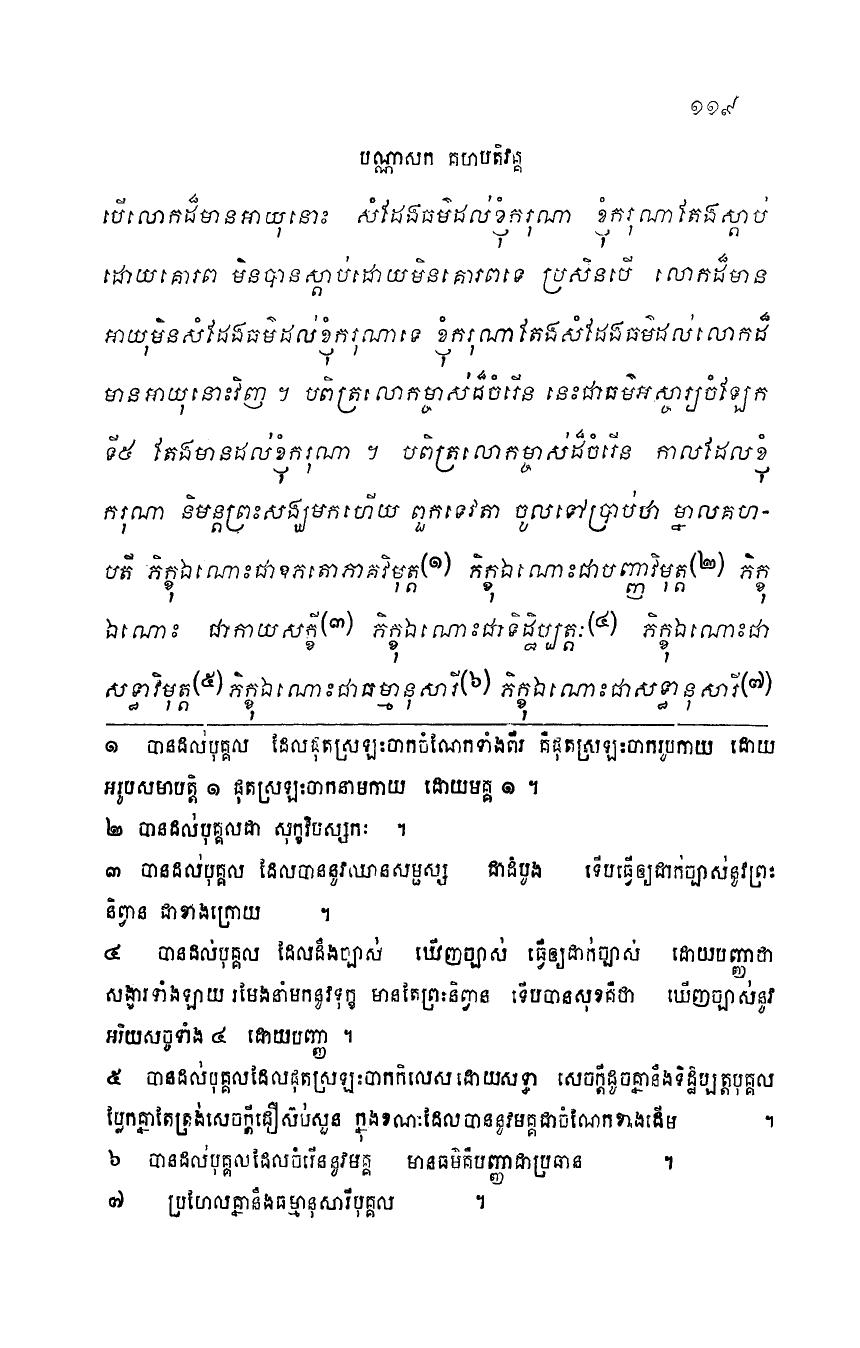 ១១៩
បណ្ណាសក គហបតិវគ្គ
បើលោកដ៏មានអាយុនោះ សំដែងធម៌ដល់ខ្ញុំករុណា ខ្ញុំករុណាតែងស្តាប់
ដោយគោរព មិនបានស្តាប់ដោយមិនគោរពទេ ប្រសិនបើ លោកដ៏មាន
អាយុមិនសំដែងធម៌ដល់ខ្ញុំករុណាទេ ខ្ញុំករុណាតែងសំដែងធម៌ដល់លោកដ៏
មានអាយុនោះវិញ ។ បពិត្រលោកម្ចាស់ដ៏ចំរើន នេះជាធម៌អស្ចារ្យចំឡែក
ទី៥ តែងមានដល់ខ្ញុំករុណា ។ បពិត្រលោកម្ចាស់ដ៏ចំរើន កាលដែលខ្ញុំ
ករុណា និមន្តព្រះសង្ឃមកហើយ ពួកទេវតា ចូលទៅប្រាប់ថា ម្នាលគហ-
បតី ភិក្ខុឯណោះជាឧភតោភាគវិមុត្ត(១) ភិក្ខុឯណោះជាបញ្ញាវិមុត្ត(២) ភិក្ខុ
ឯណោះ ជាកាយសក្ខី(៣) ភិក្ខុឯណោះជាទិដ្ឋិប្បត្តៈ(៤) ភិក្ខុឯណោះជា
សទ្ធាវិមុត្ត(៥) ភិក្ខុឯណោះជាធម្មានុសារី(៦) ភិក្ខុឯណោះជាសទ្ធានុសារី(៧)
១ បានដល់បុគ្គល ដែលផុតស្រឡះចាកចំណែកទាំងពីរ គឺផុតស្រឡះចាករូបកាយ ដោយ
អរូបសមាបត្តិ ១ ផុតស្រឡះចាកនាមកាយ ដោយមគ្គ ១ ។
២ បានដល់បុគ្គលជា សុក្ខវិបស្សកៈ ។
៣ បានដល់បុគ្គល ដែលបាននូវឈានសម្ផស្ស ជាដំបូង ទើបធ្វើឲ្យជាក់ច្បាស់នូវព្រះ
និព្វាន ជាខាងក្រោយ ។
៤ បានដល់បុគ្គល ដែលដឹងច្បាស់ ឃើញច្បាស់ ធ្វើឲ្យជាក់ច្បាស់ ដោយបញ្ញាថា
សង្ខារទាំងឡាយ រមែងនាំមកនូវទុក្ខ មានតែព្រះនិព្វាន ទើបបានសុខគឺថា ឃើញច្បាស់នូវ
អរិយសច្ចទាំង ៤ ដោយបញ្ញា ។
៥ បានដល់បុគ្គលដែលផុតស្រឡះចាកកិលេសដោយសទ្ធា សេចក្តីដូចគ្នានឹងទិដ្ឋិប្បត្តបុគ្គល
ប្លែកគ្នាតែត្រង់សេចក្តីជឿស៊ប់សួន ក្នុងខណៈដែលបាននូវមគ្គជាចំណែកខាងដើម ។
៦ បានដល់បុគ្គលដែលចំរើននូវមគ្គ មានធម៌គឺបញ្ញាជាប្រធាន ។
៧ ប្រហែលគ្នានឹងធម្មានុសារីបុគ្គល ។